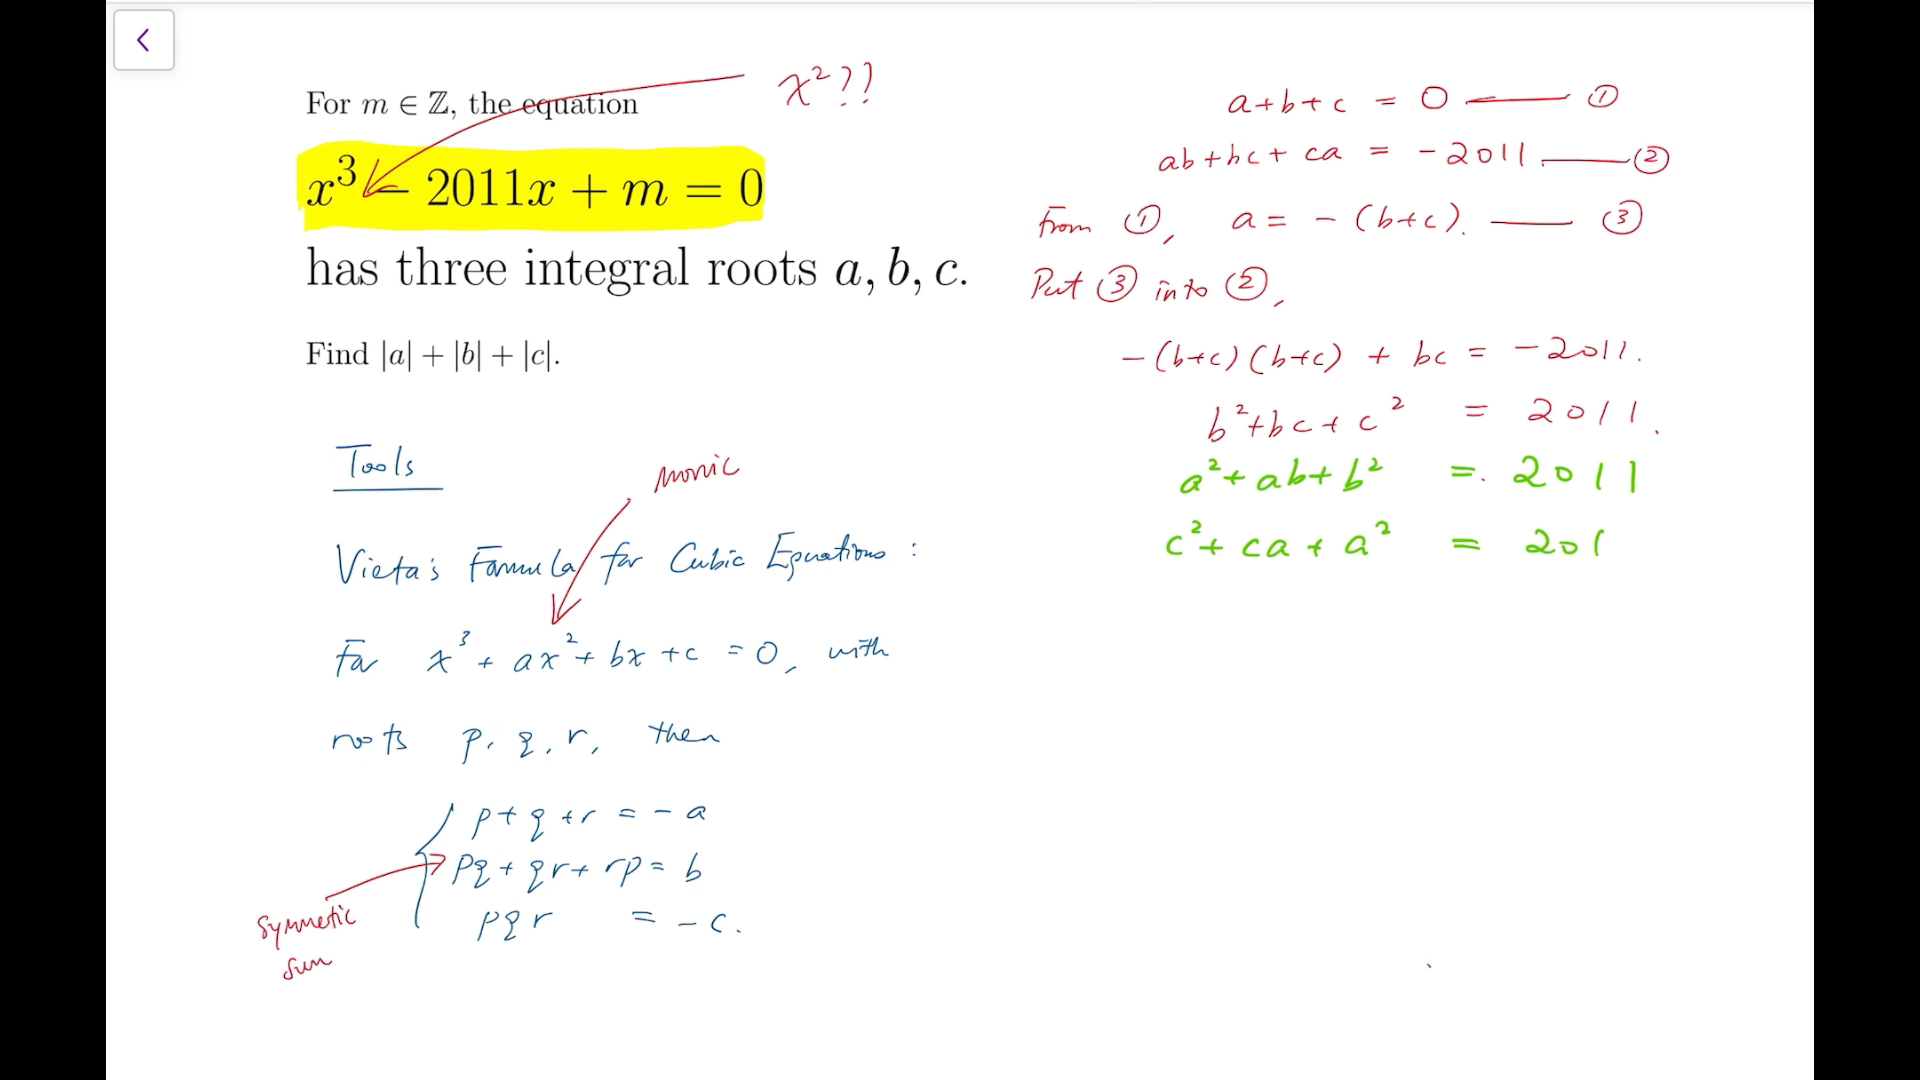 For m ∈ ℤ, the equation
x²??
x³ − 2011x + m = 0
has three integral roots a, b, c.
Find |a| + |b| + |c|.
Tools
monic
Vieta's Formula for Cubic Equations :
For x³ + ax² + bx + c = 0, with
roots p, q, r, then
p + q + r = - a
pq + qr + rp = b
pqr = - c.
Symmetic
sum
a + b + c = 0 —— ①
ab + bc + ca = - 2011. —— ②
From ①, a = - (b+c). —— ③
Put ③ into ②,
- (b+c)(b+c) + bc = - 2011.
b² + bc + c² = 2011.
a² + ab + b² =. 2011
c² + ca + a² = 201